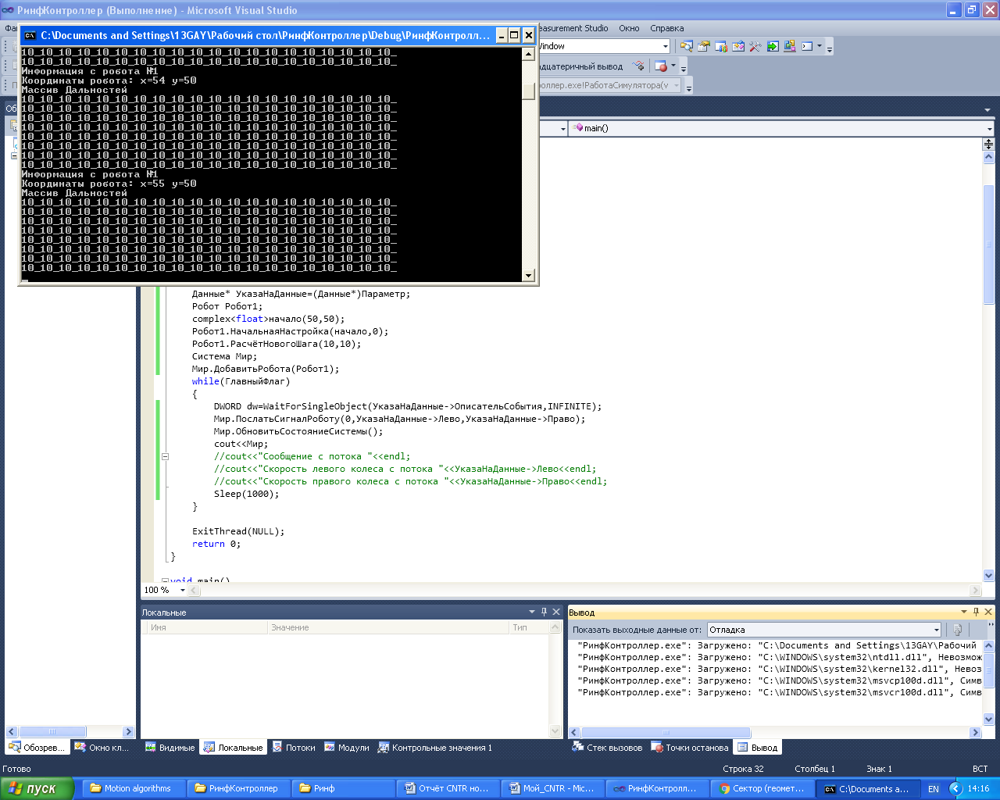 РинфКонтроллер (Выполнение) - Microsoft Visual Studio
C:\Documents and Settings\13GAY\Рабочий стол\РинфКонтроллер\Debug\РинфКонтролл...
Окно Справка
10_10_10_10_10_10_10_10_10_10_10_10_10_10_10_10_10_10_10_10_
10_10_10_10_10_10_10_10_10_10_10_10_10_10_10_10_10_10_10_10_
Информация с робота №1
Координаты робота: x=54 y=50
Массив Дальностей
10_10_10_10_10_10_10_10_10_10_10_10_10_10_10_10_10_10_10_10_
10_10_10_10_10_10_10_10_10_10_10_10_10_10_10_10_10_10_10_10_
10_10_10_10_10_10_10_10_10_10_10_10_10_10_10_10_10_10_10_10_
10_10_10_10_10_10_10_10_10_10_10_10_10_10_10_10_10_10_10_10_
10_10_10_10_10_10_10_10_10_10_10_10_10_10_10_10_10_10_10_10_
10_10_10_10_10_10_10_10_10_10_10_10_10_10_10_10_10_10_10_10_
10_10_10_10_10_10_10_10_10_10_10_10_10_10_10_10_10_10_10_10_
10_10_10_10_10_10_10_10_10_10_10_10_10_10_10_10_10_10_10_10_
Информация с робота №1
Координаты робота: x=55 y=50
Массив Дальностей
10_10_10_10_10_10_10_10_10_10_10_10_10_10_10_10_10_10_10_10_
10_10_10_10_10_10_10_10_10_10_10_10_10_10_10_10_10_10_10_10_
10_10_10_10_10_10_10_10_10_10_10_10_10_10_10_10_10_10_10_10_
10_10_10_10_10_10_10_10_10_10_10_10_10_10_10_10_10_10_10_10_
10_10_10_10_10_10_10_10_10_10_10_10_10_10_10_10_10_10_10_10_
10_10_10_10_10_10_10_10_10_10_10_10_10_10_10_10_10_10_10_10_
10_10_10_10_10_10_10_10_10_10_10_10_10_10_10_10_10_10_10_10_
10_10_10_10_10_10_10_10_10_10_10_10_10_10_10_10_10_10_10_10_
easurement Studio
indow
дцатеричный вывод
оллер.exe!РаботаСимулятора(v
main()
Данные* УказаНаДанные=(Данные*)Параметр;
Робот Робот1;
complex<float>начало(50,50);
Робот1.НачальнаяНастройка(начало,0);
Робот1.РасчётНовогоШага(10,10);
Система Мир;
Мир.ДобавитьРобота(Робот1);
while(ГлавныйФлаг)
{
DWORD dw=WaitForSingleObject(УказаНаДанные->ОписательСобытия,INFINITE);
Мир.ПослатьСигналРоботу(0,УказаНаДанные->Лево,УказаНаДанные->Право);
Мир.ОбновитьСостояниеСистемы();
cout<<Мир;
//cout<<"Сообщение с потока "<<endl;
//cout<<"Скорость левого колеса с потока "<<УказаНаДанные->Лево<<endl;
//cout<<"Скорость правого колеса с потока "<<УказаНаДанные->Право<<endl;
Sleep(1000);
}
ExitThread(NULL);
return 0;
}
void main()
100 %
Локальные
Имя Значение Тип
Вывод
Показать выходные данные от: Отладка
"РинфКонтроллер.exe": Загружено: "C:\Documents and Settings\13GAY\Рабочий
"РинфКонтроллер.exe": Загружено: "C:\WINDOWS\system32\ntdll.dll", Невозмож
"РинфКонтроллер.exe": Загружено: "C:\WINDOWS\system32\kernel32.dll", Невоз
"РинфКонтроллер.exe": Загружено: "C:\WINDOWS\system32\msvcp100d.dll", Симв
"РинфКонтроллер.exe": Загружено: "C:\WINDOWS\system32\msvcr100d.dll", Симв
Обозрев... Окно кл... Видимые Локальные Потоки Модули Контрольные значения 1 Стек вызовов Точки останова Вывод
Готово Строка 32 Столбец 1 Знак 1 ВСТ
пуск Motion algorithms РинфКонтроллер Ринф Отчёт CNTR но... Мой_CNTR - Mic... РинфКонтролл... Сектор (геомет... C:\Documents a... EN 14:16